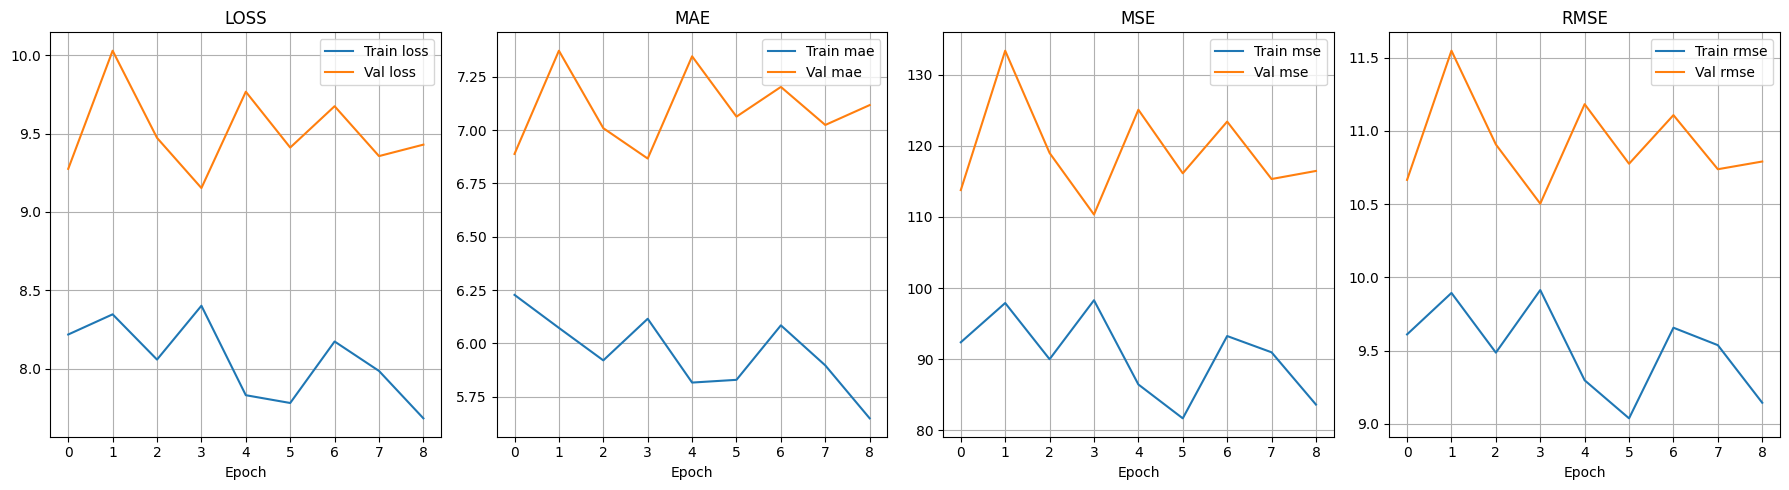 LOSS
10.0
9.5
9.0
8.5
8.0
Train loss
Val loss
0 1 2 3 4 5 6 7 8
Epoch
MAE
7.25
7.00
6.75
6.50
6.25
6.00
5.75
Train mae
Val mae
0 1 2 3 4 5 6 7 8
Epoch
MSE
130
120
110
100
90
80
Train mse
Val mse
0 1 2 3 4 5 6 7 8
Epoch
RMSE
11.5
11.0
10.5
10.0
9.5
9.0
Train rmse
Val rmse
0 1 2 3 4 5 6 7 8
Epoch